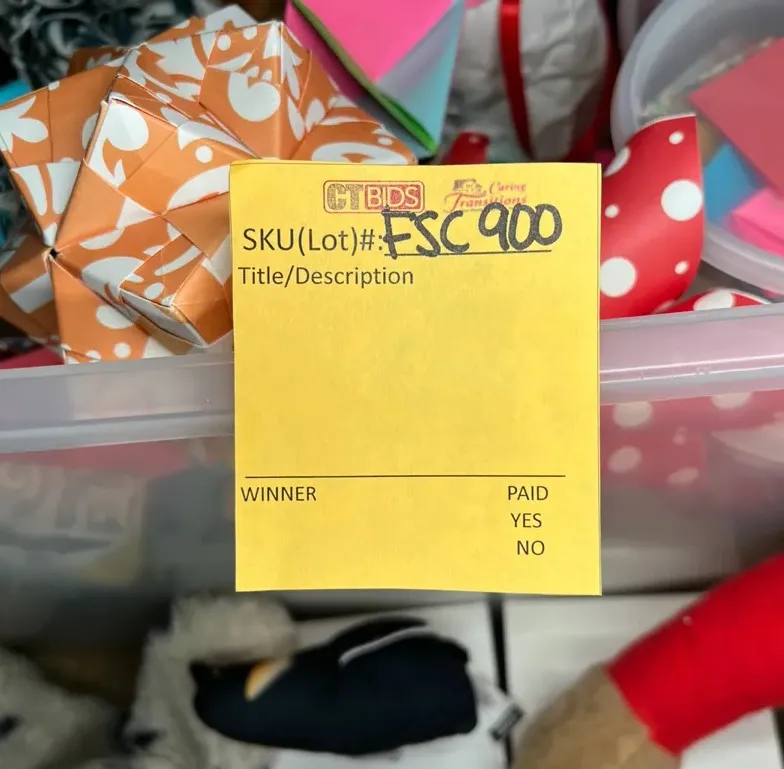 CTBIDS Caring Transitions
SKU(Lot)#: FSC 900
Title/Description
WINNER PAID
YES
NO